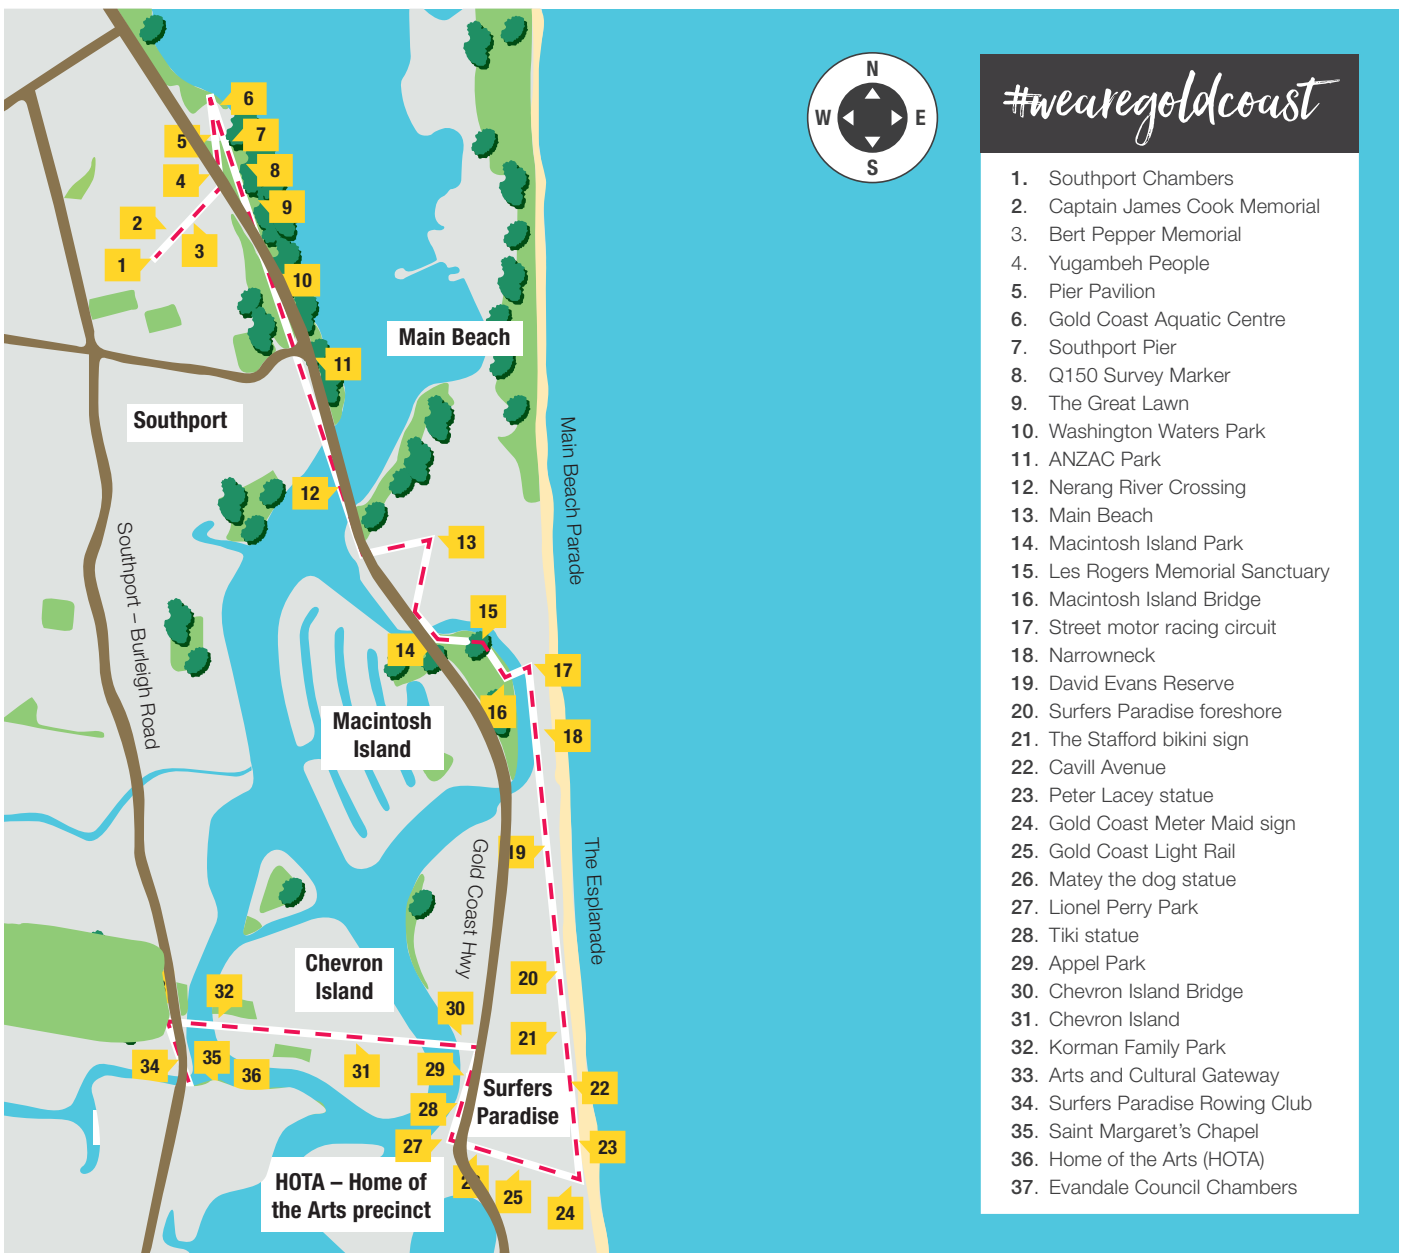 6
7
5
8
4
9
2
3
1
10
Main Beach
11
Southport
12
Main Beach Parade
13
Southport – Burleigh Road
15
14
17
16
Macintosh
Island
18
19
Gold Coast Hwy
The Esplanade
Chevron
Island
20
32
30
21
35
34
36
31
29
Surfers
Paradise
22
28
27
23
HOTA – Home of
the Arts precinct
25
24
N
W
E
S
#wearegoldcoast
1. Southport Chambers
2. Captain James Cook Memorial
3. Bert Pepper Memorial
4. Yugambeh People
5. Pier Pavilion
6. Gold Coast Aquatic Centre
7. Southport Pier
8. Q150 Survey Marker
9. The Great Lawn
10. Washington Waters Park
11. ANZAC Park
12. Nerang River Crossing
13. Main Beach
14. Macintosh Island Park
15. Les Rogers Memorial Sanctuary
16. Macintosh Island Bridge
17. Street motor racing circuit
18. Narrowneck
19. David Evans Reserve
20. Surfers Paradise foreshore
21. The Stafford bikini sign
22. Cavill Avenue
23. Peter Lacey statue
24. Gold Coast Meter Maid sign
25. Gold Coast Light Rail
26. Matey the dog statue
27. Lionel Perry Park
28. Tiki statue
29. Appel Park
30. Chevron Island Bridge
31. Chevron Island
32. Korman Family Park
33. Arts and Cultural Gateway
34. Surfers Paradise Rowing Club
35. Saint Margaret's Chapel
36. Home of the Arts (HOTA)
37. Evandale Council Chambers